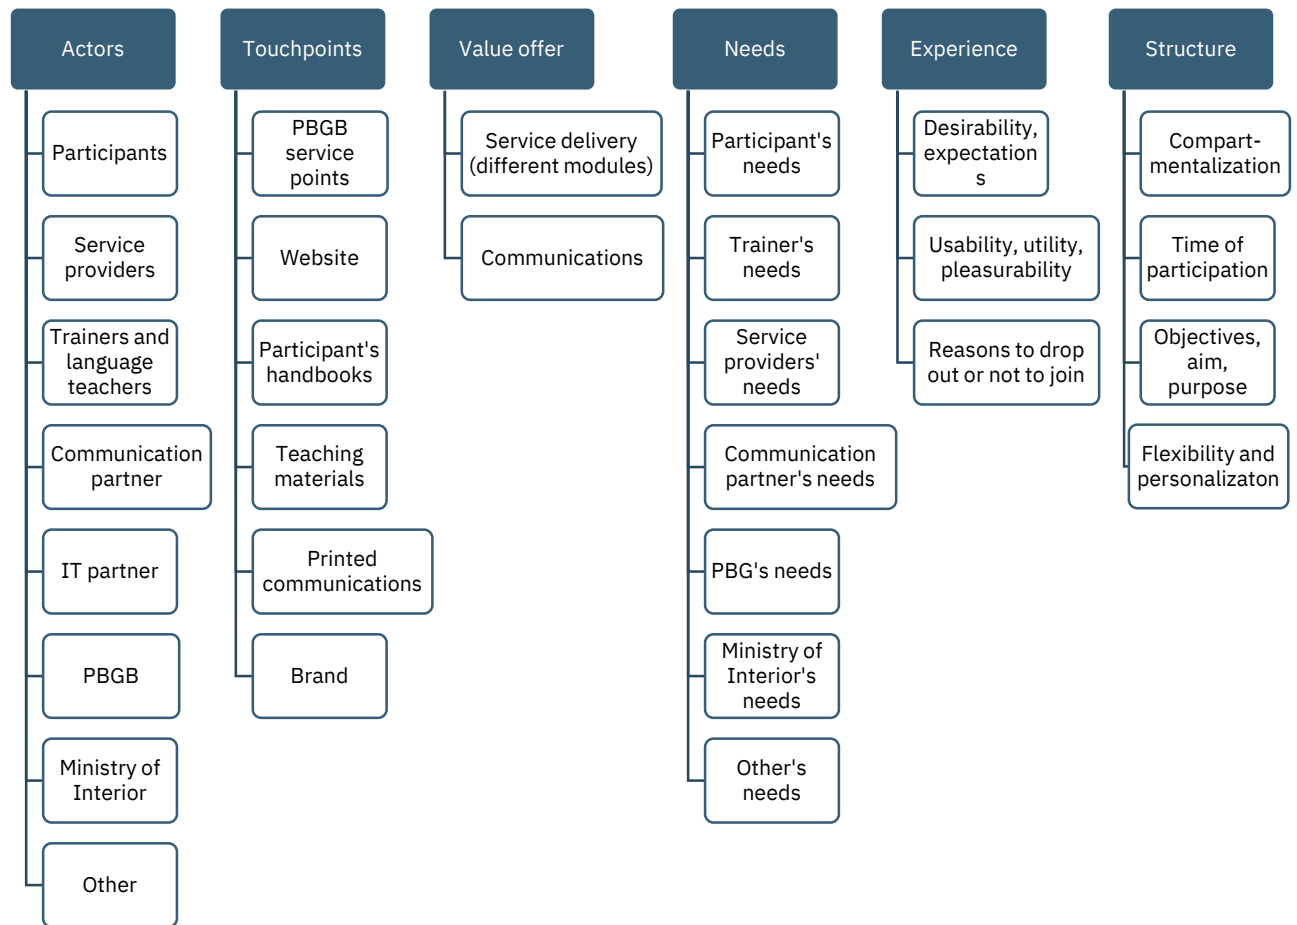 Actors
Participants
Service
providers
Trainers and
language
teachers
Communication
partner
IT partner
PBGB
Ministry of
Interior
Other
Touchpoints
PBGB
service
points
Website
Participant's
handbooks
Teaching
materials
Printed
communications
Brand
Value offer
Service delivery
(different modules)
Communications
Needs
Participant's
needs
Trainer's
needs
Service
providers'
needs
Communication
partner's needs
PBG's needs
Ministry of
Interior's
needs
Other's
needs
Experience
Desirability,
expectation
s
Usability, utility,
pleasurability
Reasons to drop
out or not to join
Structure
Compart-
mentalization
Time of
participation
Objectives,
aim,
purpose
Flexibility and
personalizaton